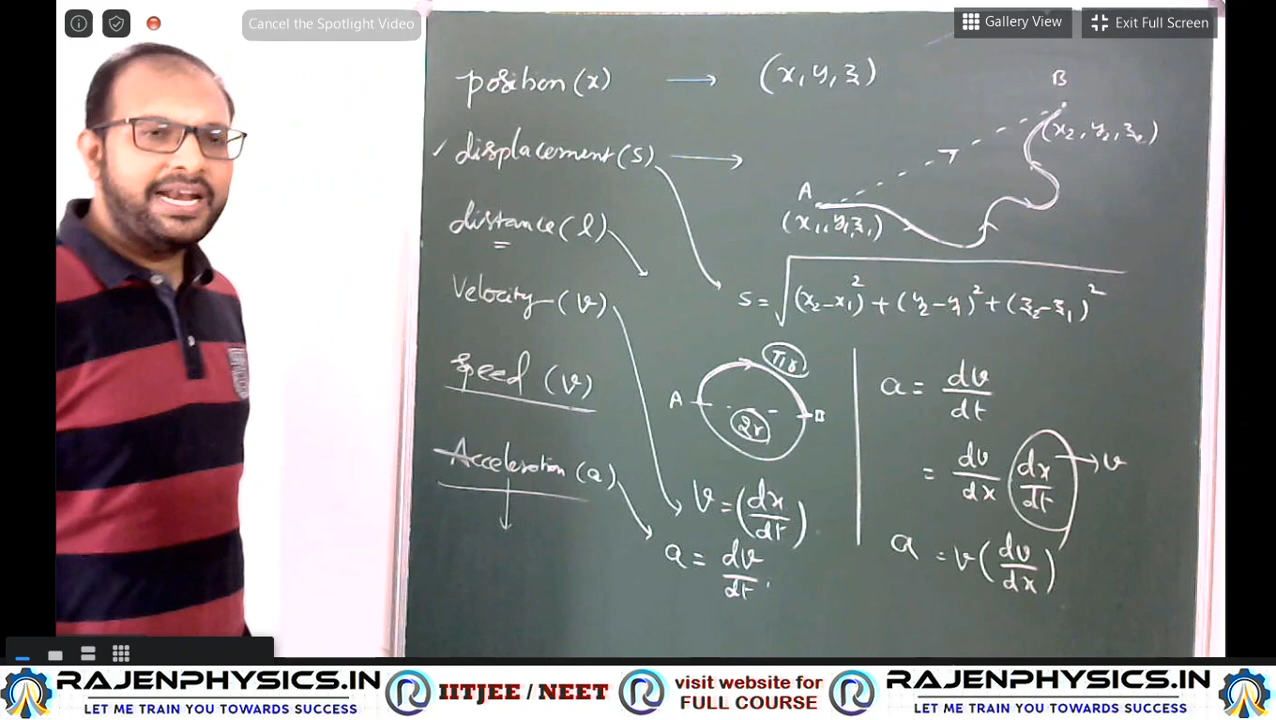 Cancel the Spotlight Video
Gallery View
Exit Full Screen
position (x) → (x, y, z)
displacement (s) →
distance (l)
Velocity (v)
Speed (v)
Acceleration (a)
B
(x₂, y₂, z₂)
A
(x₁, y₁, z₁)
s = √(x₂-x₁)² + (y₂-y₁)² + (z₂-z₁)²
πr
A
B
2r
v = (dx/dt)
a = dv/dt
a = dv/dt
= dv/dx dx/dt → v
a = v(dv/dx)
RAJENPHYSICS.IN
LET ME TRAIN YOU TOWARDS SUCCESS
IITJEE / NEET
visit website for
FULL COURSE
RAJENPHYSICS.IN
LET ME TRAIN YOU TOWARDS SUCCESS